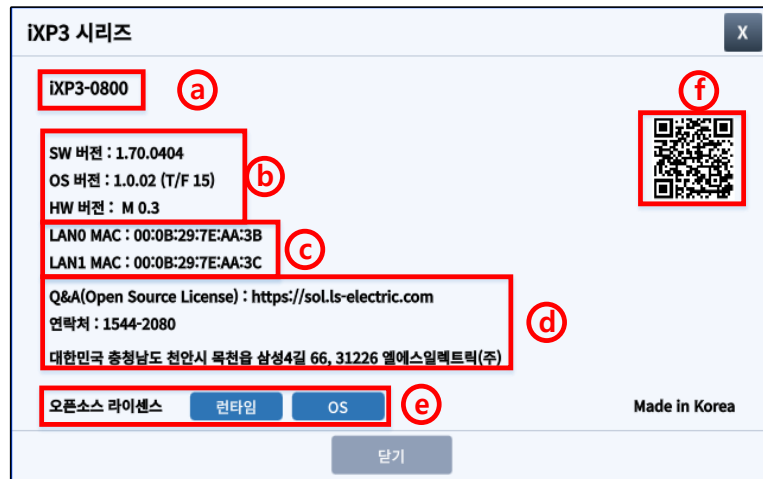 iXP3 시리즈
X
iXP3-0800
a
f
SW 버전 : 1.70.0404
OS 버전 : 1.0.02 (T/F 15)
b
HW 버전 : M 0.3
LAN0 MAC : 00:0B:29:7E:AA:3B
c
LAN1 MAC : 00:0B:29:7E:AA:3C
Q&A(Open Source License) : https://sol.ls-electric.com
연락처 : 1544-2080
d
대한민국 충청남도 천안시 목천읍 삼성4길 66, 31226 엘에스일렉트릭(주)
오픈소스 라이센스 런타임 OS
e
Made in Korea
닫기